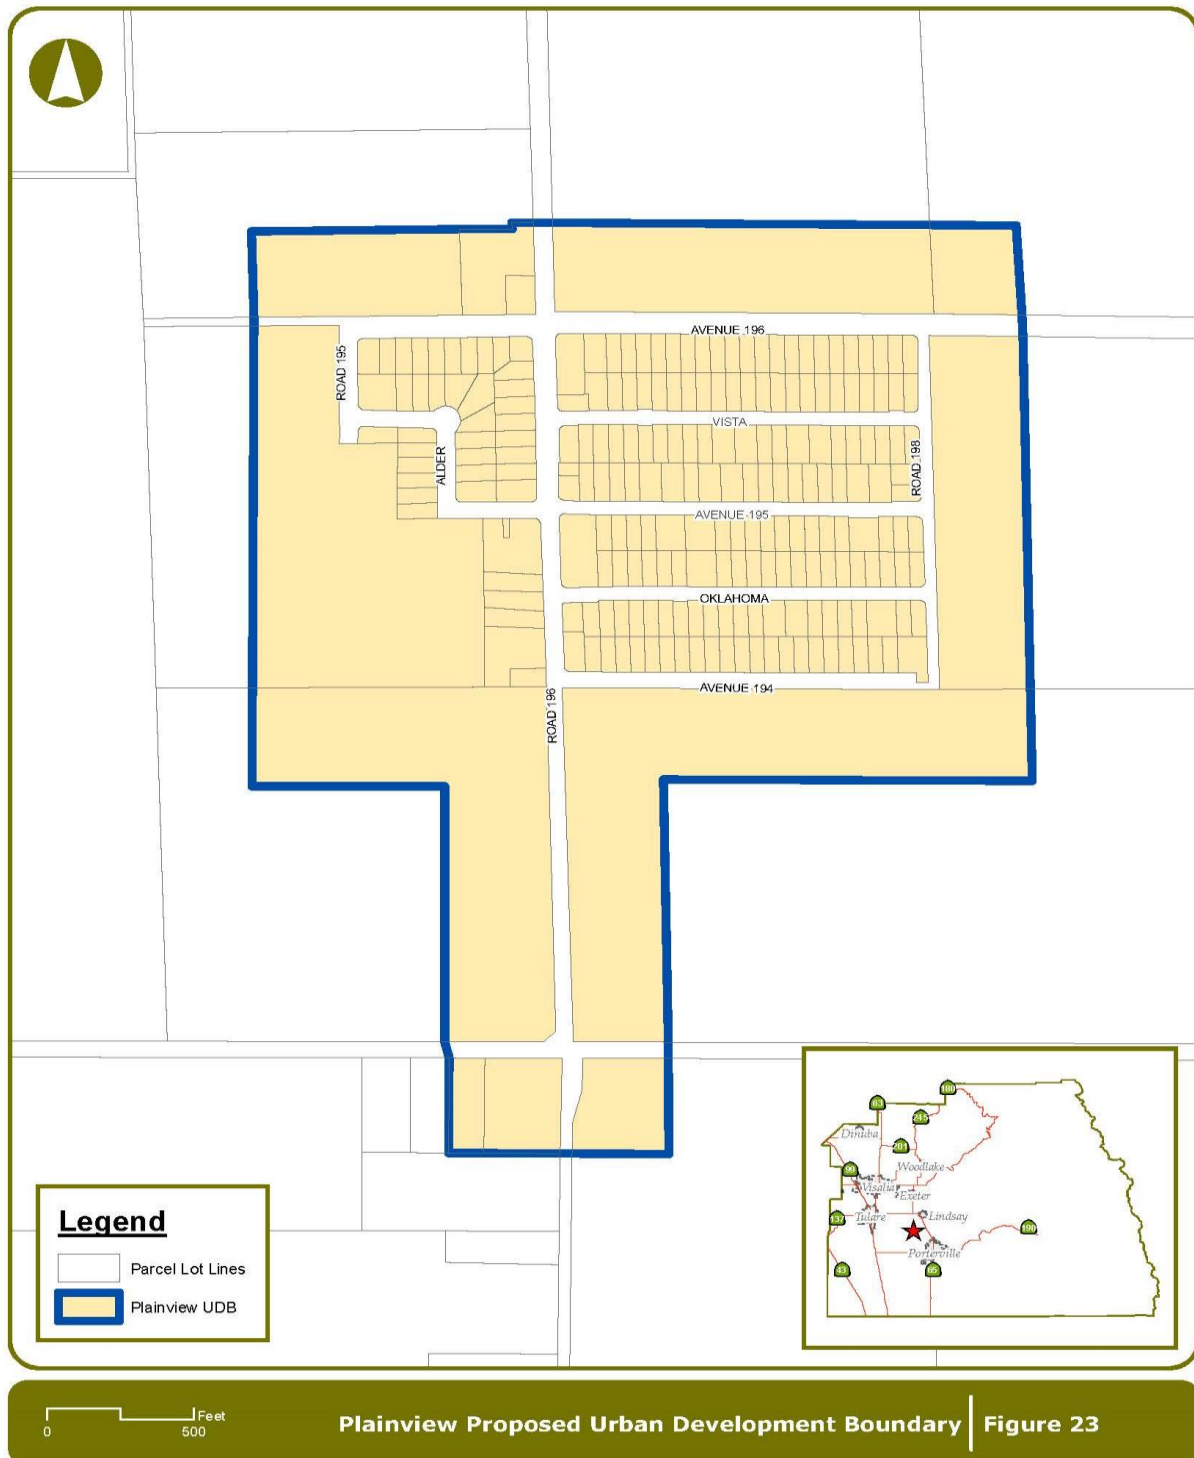 AVENUE 196
ROAD 195
VISTA
ALDER
ROAD 198
AVENUE 195
OKLAHOMA
AVENUE 194
ROAD 196
180
63
245
Dinuba
201
Woodlake
99
Visalia
Exeter
137
Tulare
Lindsay
190
Porterville
43
65
Legend
Parcel Lot Lines
Plainview UDB
Feet
0 500
Plainview Proposed Urban Development Boundary Figure 23